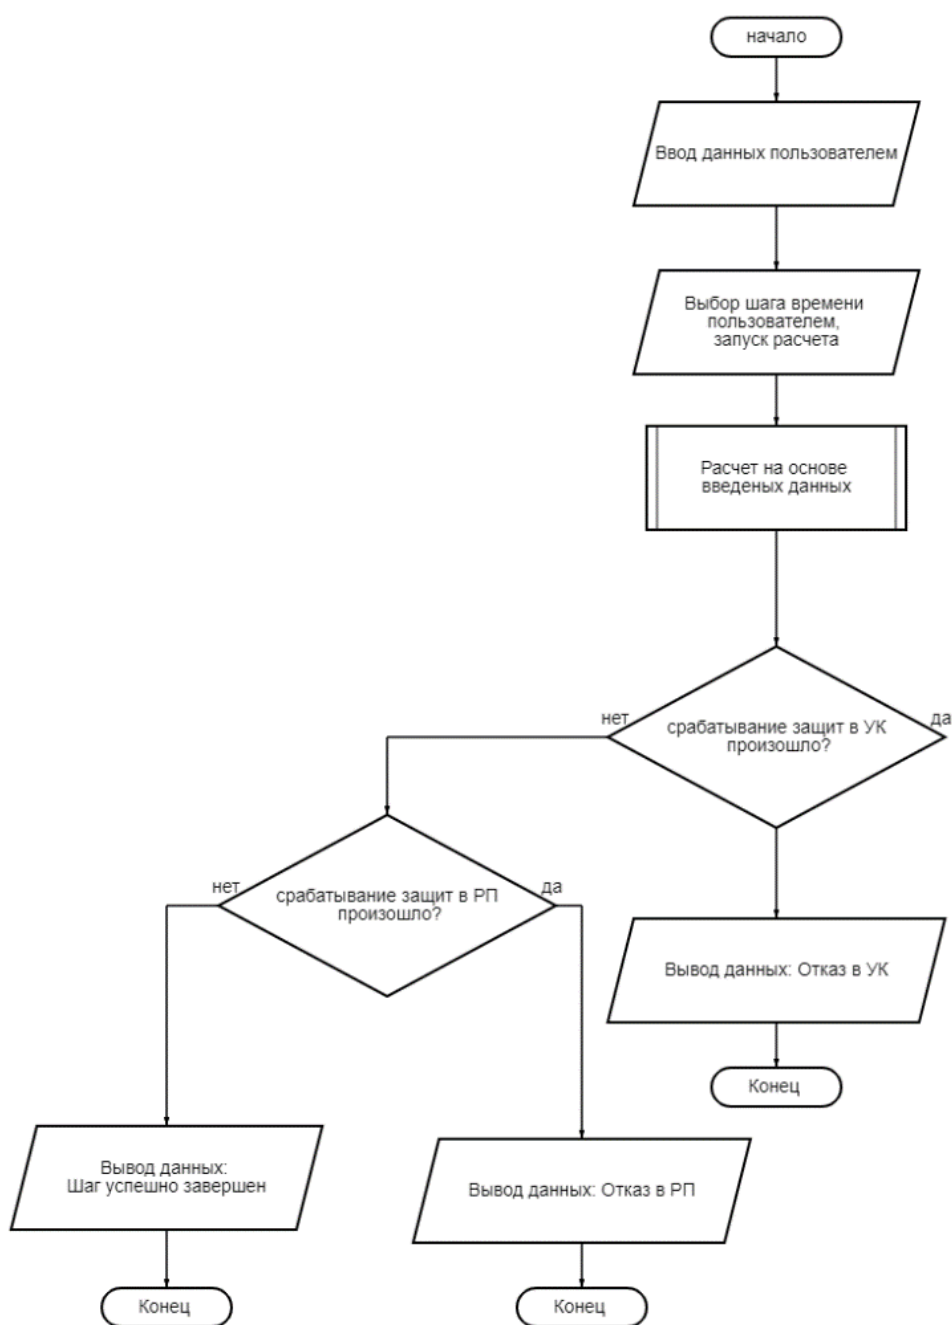 начало
Ввод данных пользователем
Выбор шага времени
пользователем,
запуск расчета
Расчет на основе
введеных данных
срабатывание защит в УК
произошло?
нет
да
срабатывание защит в РП
произошло?
нет
да
Вывод данных: Отказ в УК
Конец
Вывод данных:
Шаг успешно завершен
Вывод данных: Отказ в РП
Конец
Конец